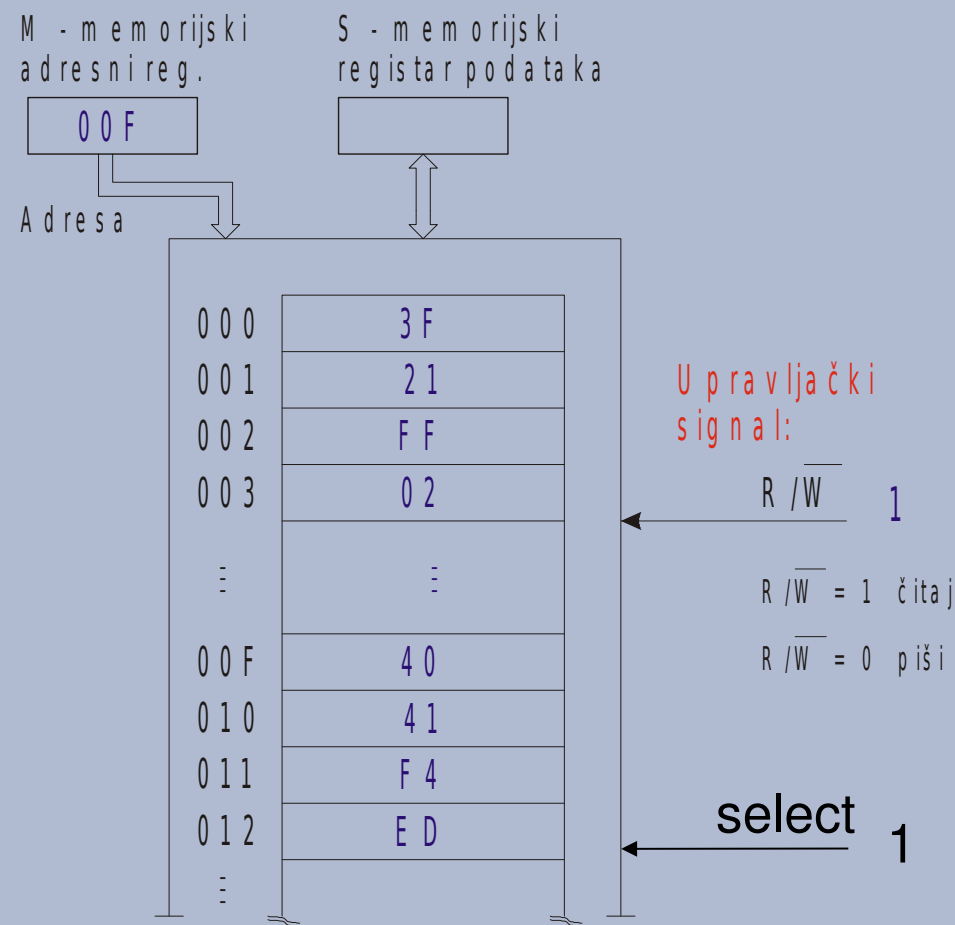 M - memorijski
adresni reg.
S - memorijski
registar podataka
00F
Adresa
000 3F
001 21
002 FF
003 02
⋮ ⋮
00F 40
010 41
011 F4
012 ED
⋮
Upravljački
signal:
R/W̅ 1
R/W̅ = 1 čitaj
R/W̅ = 0 piši
select 1